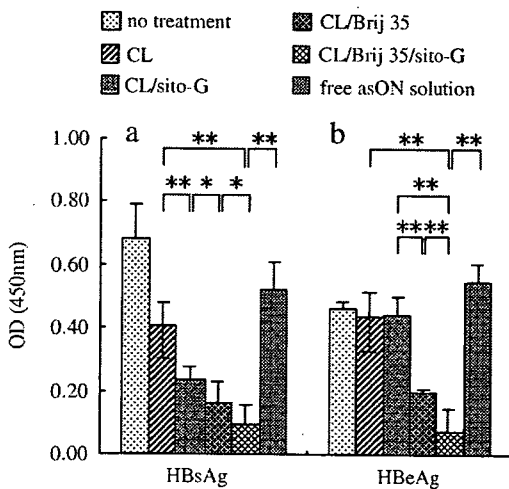 no treatment
CL/Brij 35
CL
CL/Brij 35/sito-G
CL/sito-G
free asON solution
1.00
0.80
0.60
0.40
0.20
0.00
OD (450nm)
a
b
** **
** **
** * *
**
** **
HBsAg
HBeAg